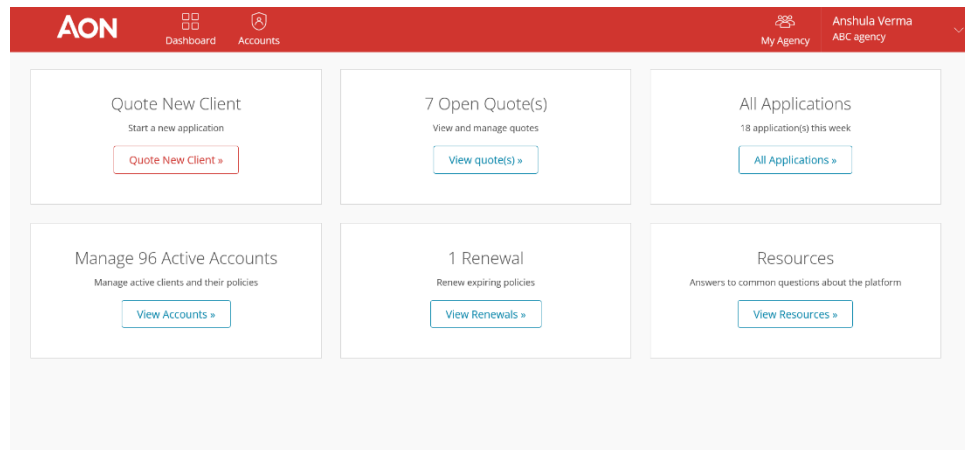 AON
Dashboard
Accounts
My Agency
Anshula Verma
ABC agency
Quote New Client
Start a new application
Quote New Client »
7 Open Quote(s)
View and manage quotes
View quote(s) »
All Applications
18 application(s) this week
All Applications »
Manage 96 Active Accounts
Manage active clients and their policies
View Accounts »
1 Renewal
Renew expiring policies
View Renewals »
Resources
Answers to common questions about the platform
View Resources »